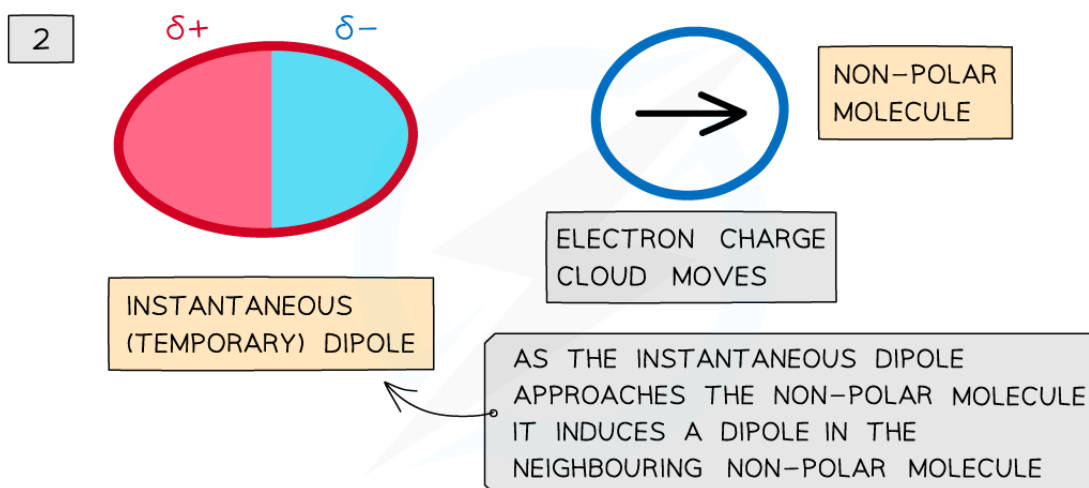 2
δ+
δ−
NON−POLAR
MOLECULE
ELECTRON CHARGE
CLOUD MOVES
INSTANTANEOUS
(TEMPORARY) DIPOLE
AS THE INSTANTANEOUS DIPOLE
APPROACHES THE NON−POLAR MOLECULE
IT INDUCES A DIPOLE IN THE
NEIGHBOURING NON−POLAR MOLECULE